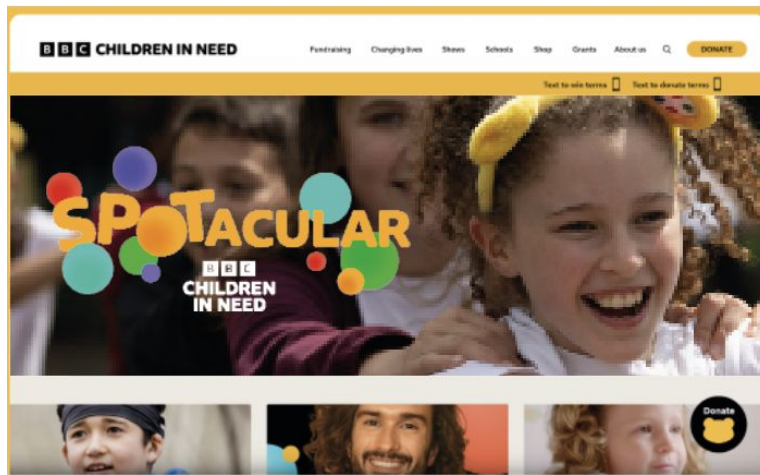 BBC CHILDREN IN NEED
Fundraising Changing lives Shows Schools Shop Grants About us DONATE
Text to win terms Text to donate terms
SPOTACULAR
BBC
CHILDREN
IN NEED
Donate